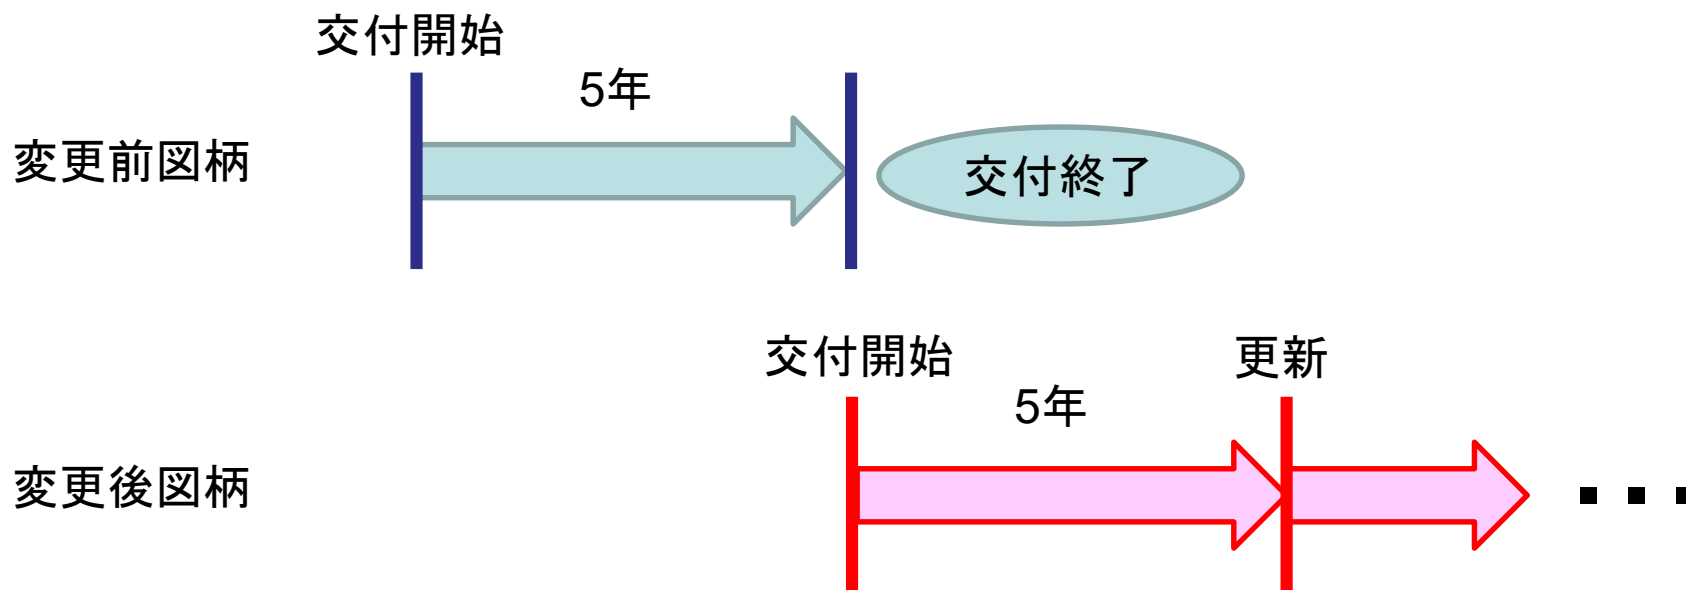 交付開始
5年
変更前図柄
交付終了
交付開始
更新
5年
変更後図柄
▪ ▪ ▪